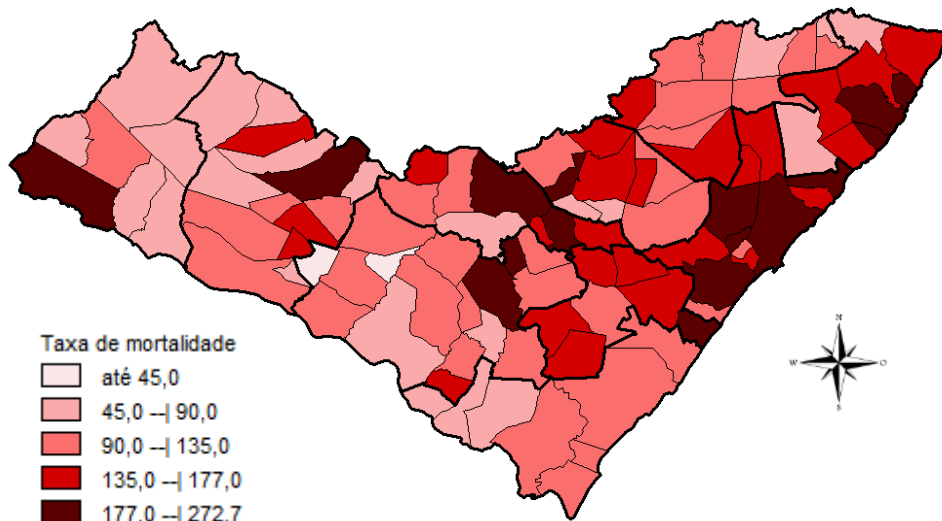 Taxa de mortalidade
até 45,0
45,0 --| 90,0
90,0 --| 135,0
135,0 --| 177,0
177,0 --| 272,7
N
W
O
S